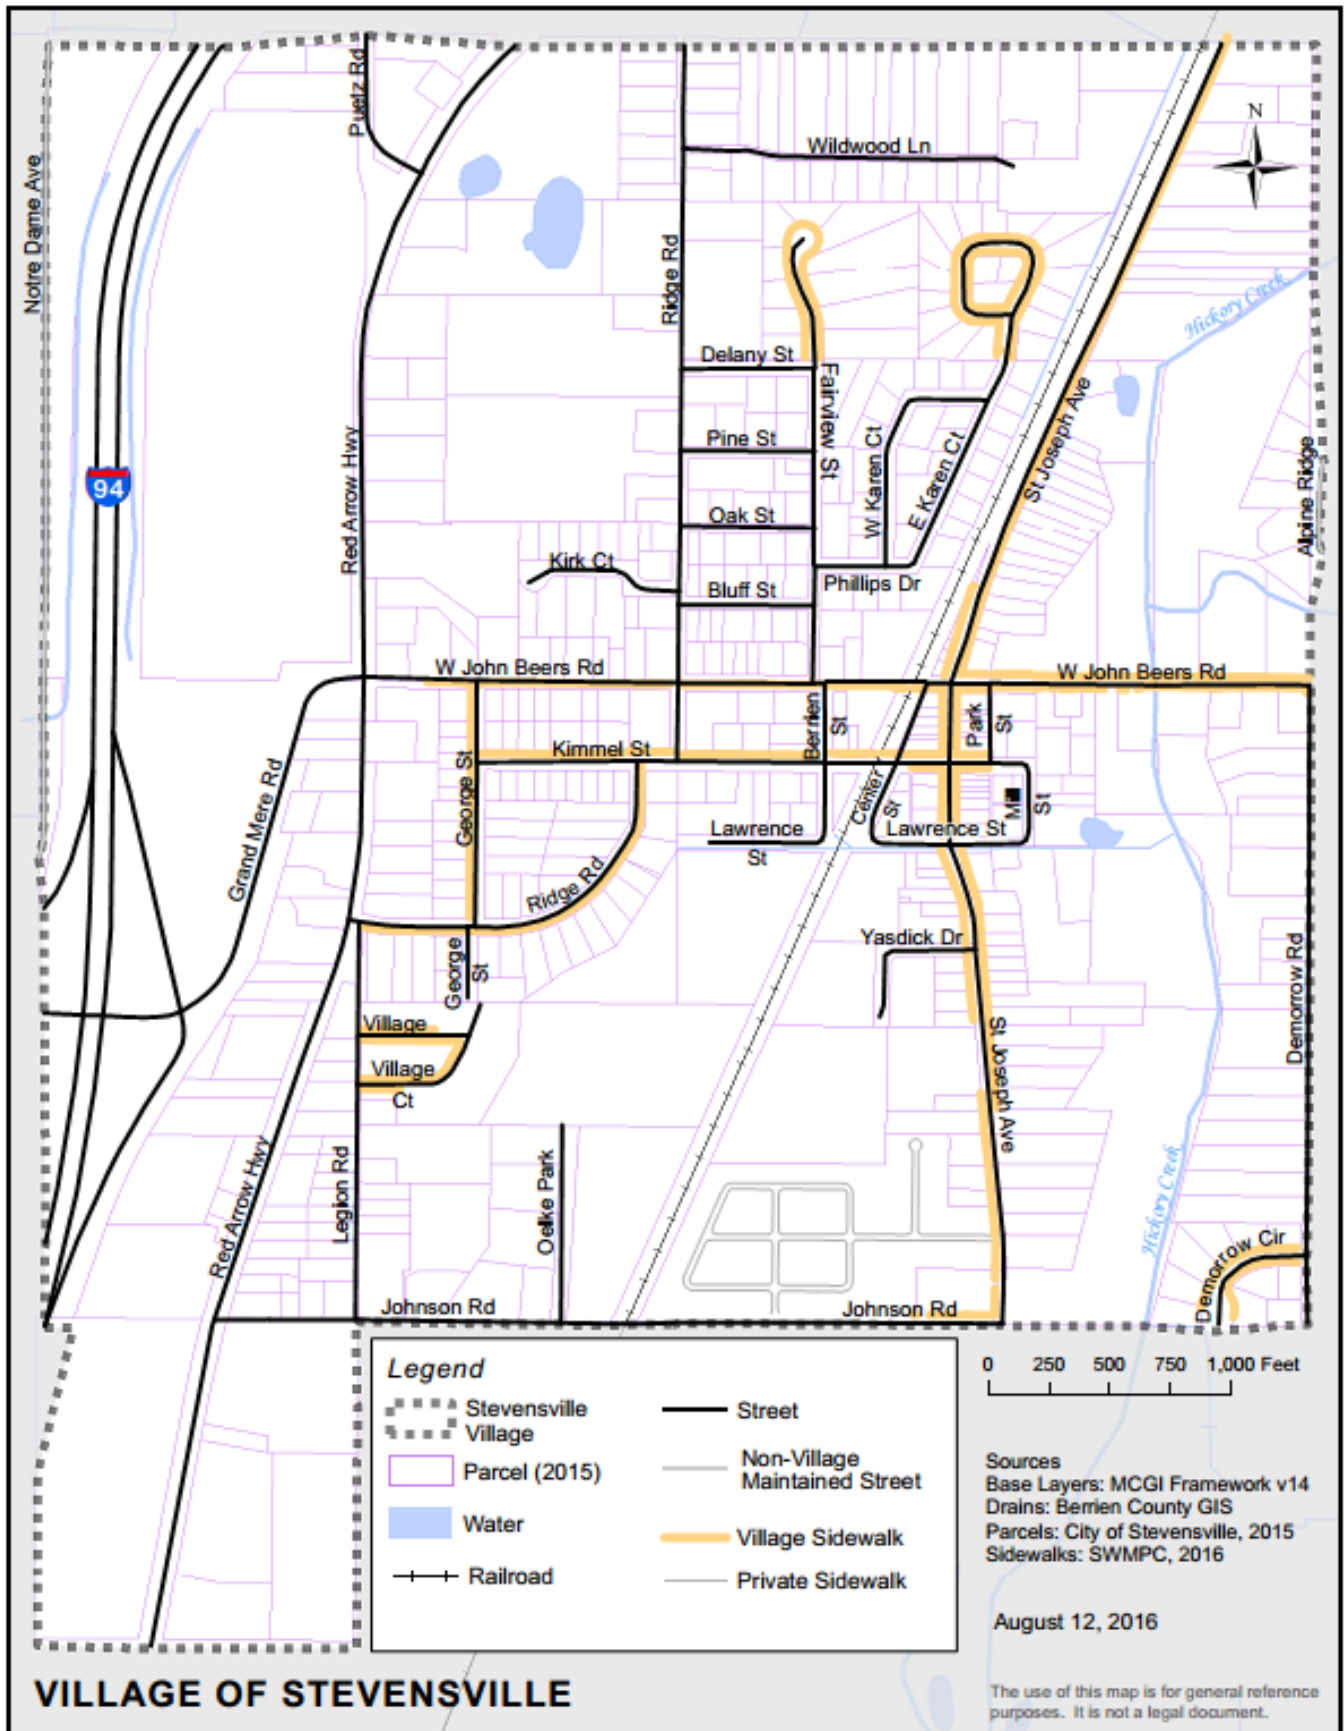 Puetz Rd
N
Wildwood Ln
Notre Dame Ave
Ridge Rd
Hickory Creek
Delany St
Fairview St
St Joseph Ave
Pine St
Red Arrow Hwy
W Karen Ct
E Karen Ct
Alpine Ridge
94
Oak St
Kirk Ct
Bluff St
Phillips Dr
W John Beers Rd
W John Beers Rd
Berrien
St
Park
St
Kimmel St
George St
Grand Mere Rd
Center
St
Mill
St
Lawrence
St
Lawrence St
Ridge Rd
Yasdick Dr
George
St
Demorrow Rd
Village
Village
Ct
St Joseph Ave
Legion Rd
Oelke Park
Red Arrow Hwy
Hickory Creek
Demorrow Cir
Johnson Rd
Johnson Rd
Legend
Stevensville
Village
Parcel (2015)
Water
Railroad
Street
Non-Village
Maintained Street
Village Sidewalk
Private Sidewalk
0 250 500 750 1,000 Feet
Sources
Base Layers: MCGI Framework v14
Drains: Berrien County GIS
Parcels: City of Stevensville, 2015
Sidewalks: SWMPC, 2016
August 12, 2016
VILLAGE OF STEVENSVILLE
The use of this map is for general reference
purposes. It is not a legal document.